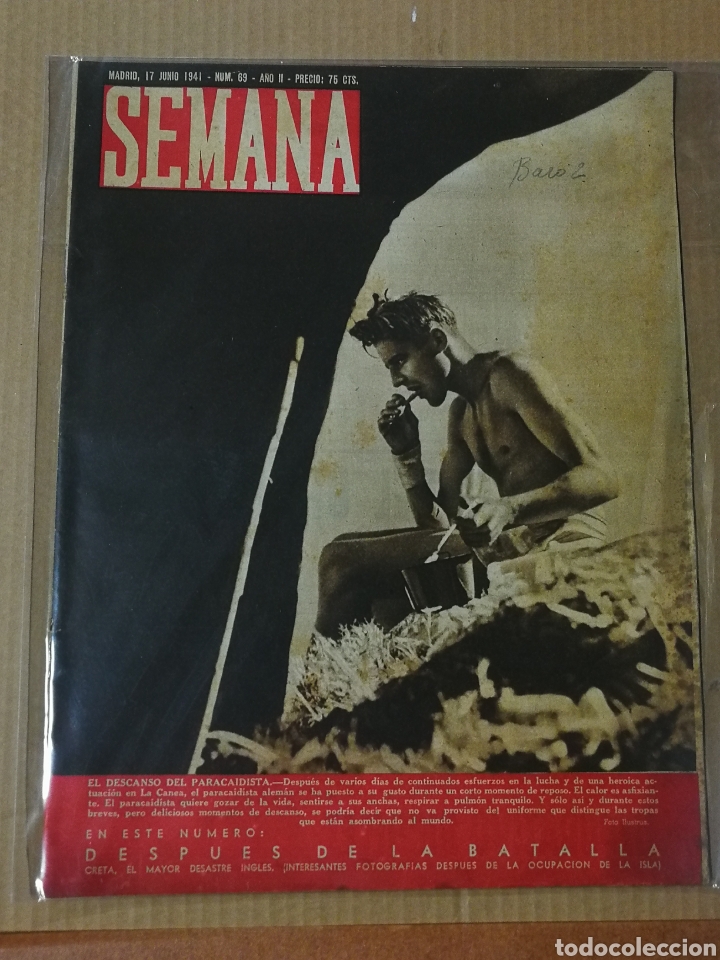 MADRID, 17 JUNIO 1941 - NUM. 69 - AÑO II - PRECIO: 75 CTS.
SEMANA
EL DESCANSO DEL PARACAIDISTA.—Después de varios días de continuados esfuerzos en la lucha y de una heroica ac-
tuación en La Canea, el paracaidista alemán se ha puesto a su gusto durante un corto momento de reposo. El calor es asfixian-
te. El paracaidista quiere gozar de la vida, sentirse a sus anchas, respirar a pulmón tranquilo. Y sólo así y durante estos
breves, pero deliciosos momentos de descanso, se podría decir que no va provisto del uniforme que distingue las tropas
que están asombrando al mundo.
Foto Ilustrus.
EN ESTE NUMERO:
DESPUES DE LA BATALLA
CRETA, EL MAYOR DESASTRE INGLES. (INTERESANTES FOTOGRAFIAS DESPUES DE LA OCUPACION DE LA ISLA)
todocoleccion